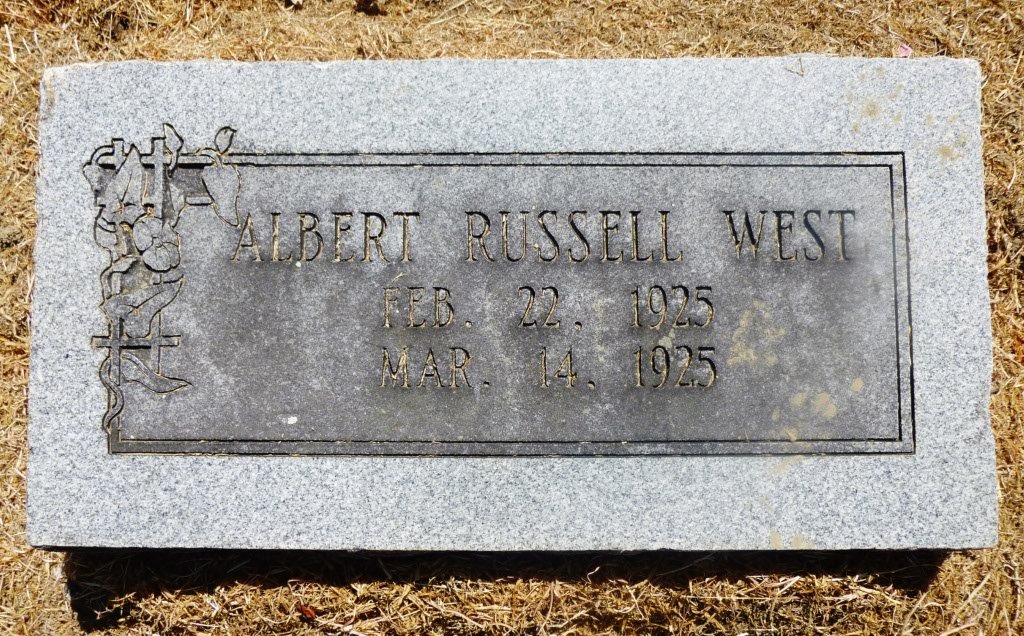 ALBERT RUSSELL WEST
FEB. 22, 1925
MAR. 14, 1925